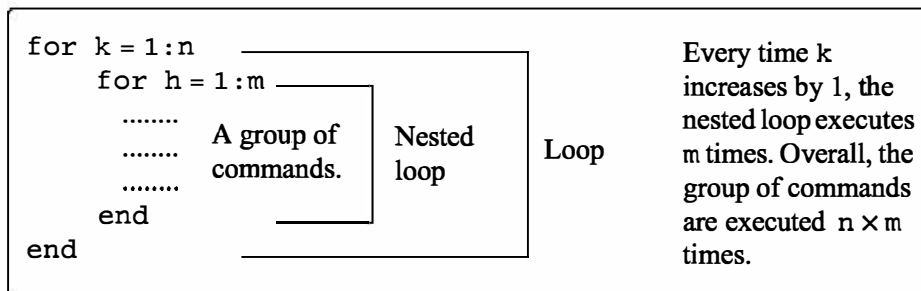 for k = 1:n
for h = 1:m
........
........
........
A group of
commands.
end
end
Nested
loop
Loop
Every time k
increases by 1, the
nested loop executes
m times. Overall, the
group of commands
are executed n × m
times.